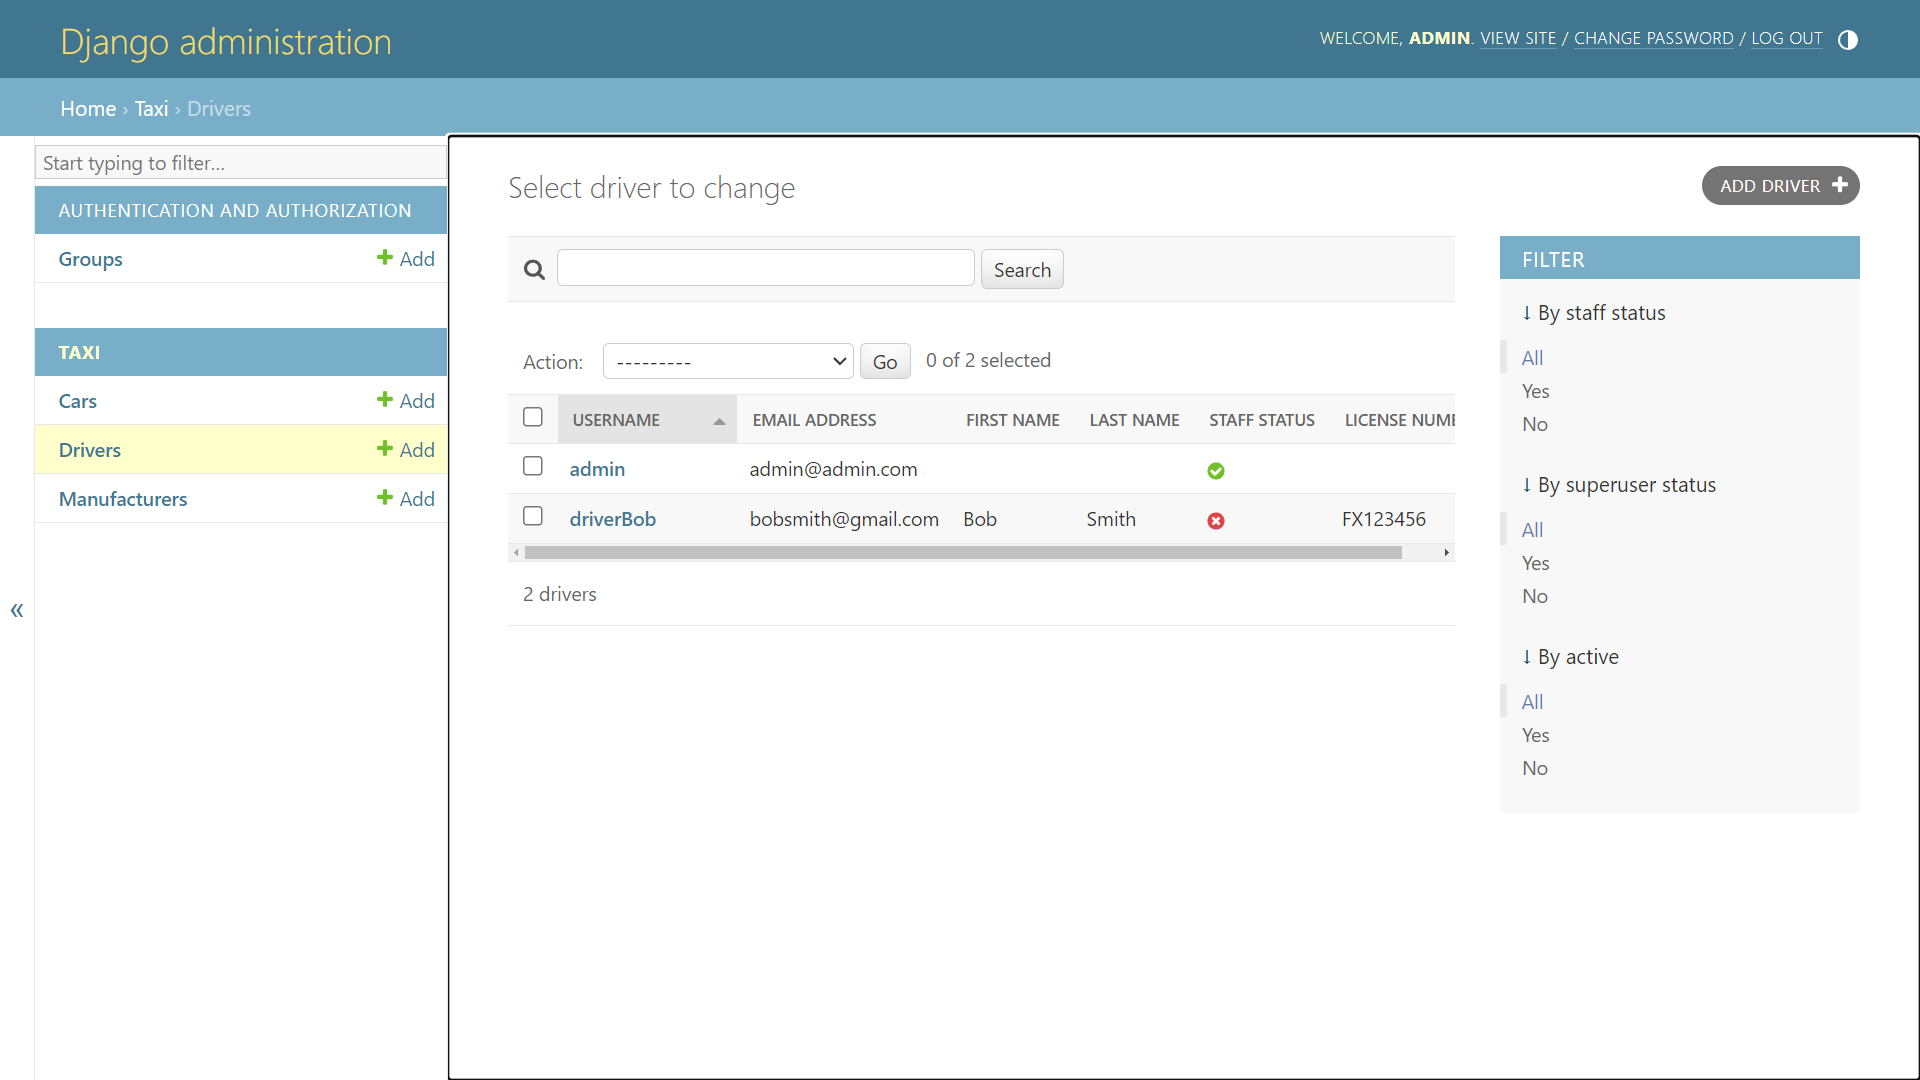 Django administration
WELCOME, ADMIN. VIEW SITE / CHANGE PASSWORD / LOG OUT
Home › Taxi › Drivers
Start typing to filter...
AUTHENTICATION AND AUTHORIZATION
Groups + Add
TAXI
Cars + Add
Drivers + Add
Manufacturers + Add
«
Select driver to change
ADD DRIVER +
Search
Action: --------- Go 0 of 2 selected
USERNAME EMAIL ADDRESS FIRST NAME LAST NAME STAFF STATUS LICENSE NUM
admin admin@admin.com
driverBob bobsmith@gmail.com Bob Smith FX123456
2 drivers
FILTER
↓ By staff status
All
Yes
No
↓ By superuser status
All
Yes
No
↓ By active
All
Yes
No